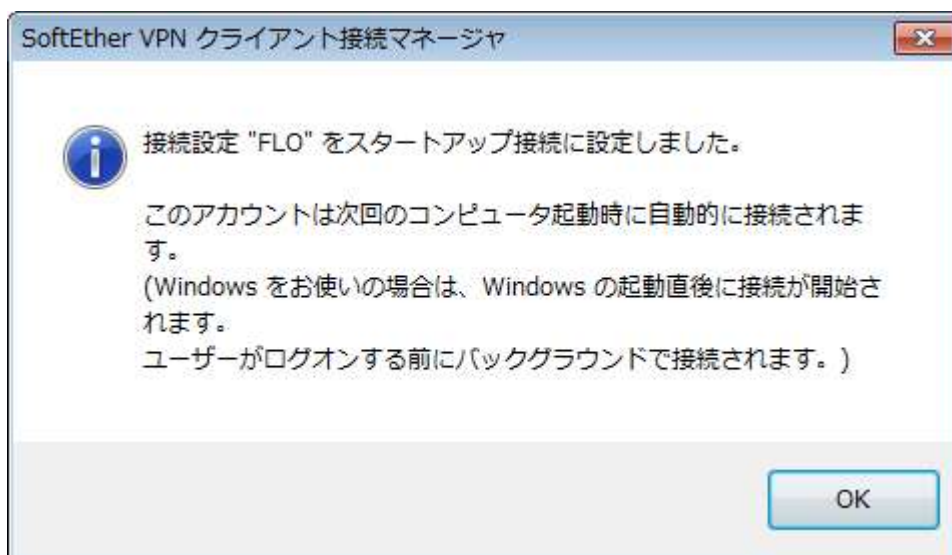 SoftEther VPN クライアント接続マネージャ
接続設定 "FLO" をスタートアップ接続に設定しました。
このアカウントは次回のコンピュータ起動時に自動的に接続されま
す。
(Windows をお使いの場合は、Windows の起動直後に接続が開始さ
れます。
ユーザーがログオンする前にバックグラウンドで接続されます。)
OK